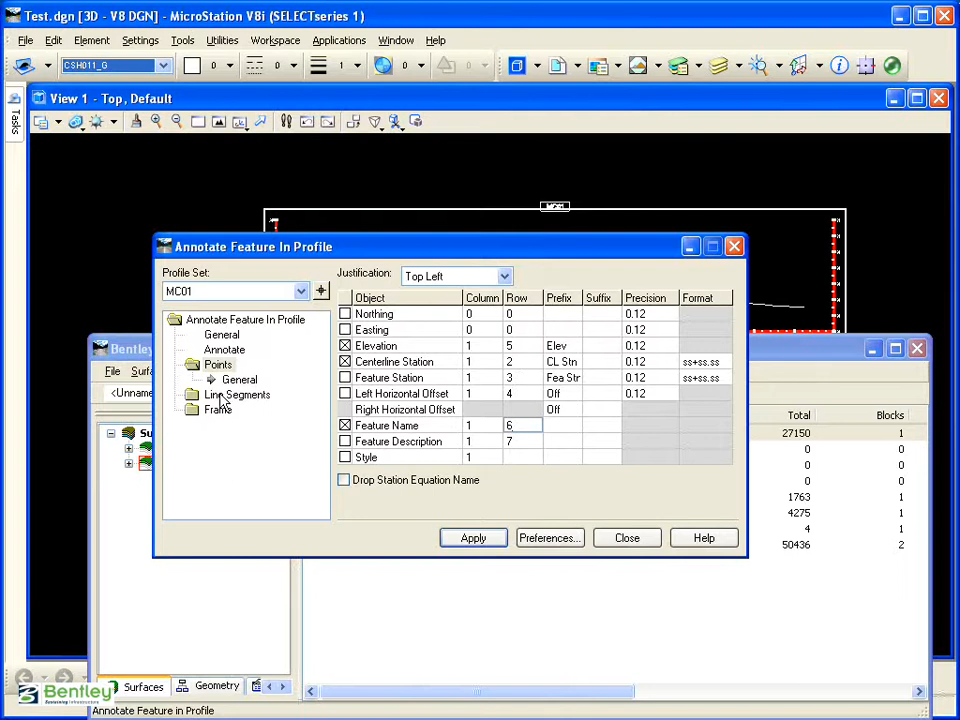 Test.dgn [3D - V8 DGN] - MicroStation V8i (SELECTseries 1)
File Edit Element Settings Tools Utilities Workspace Applications Window Help
CSH011_G 0 0 1 0 0
View 1 - Top, Default
Tasks
MC01
Annotate Feature In Profile
Profile Set:
MC01
Justification: Top Left
Annotate Feature In Profile
General
Annotate
Points
General
Line Segments
Frame
Object Column Row Prefix Suffix Precision Format
Northing 0 0 0.12
Easting 0 0 0.12
Elevation 1 5 Elev 0.12
Centerline Station 1 2 CL Stn 0.12 ss+ss.ss
Feature Station 1 3 Fea Str 0.12 ss+ss.ss
Left Horizontal Offset 1 4 Off 0.12
Right Horizontal Offset Off
Feature Name 1 6
Feature Description 1 7
Style 1
Drop Station Equation Name
Apply Preferences... Close Help
Bentley
File Surfa
<Unname
Su
Total Blocks
27150 1
0 0
0 0
0 0
1763 1
4275 1
4 1
50436 2
Surfaces Geometry
Bentley
Annotate Feature in Profile